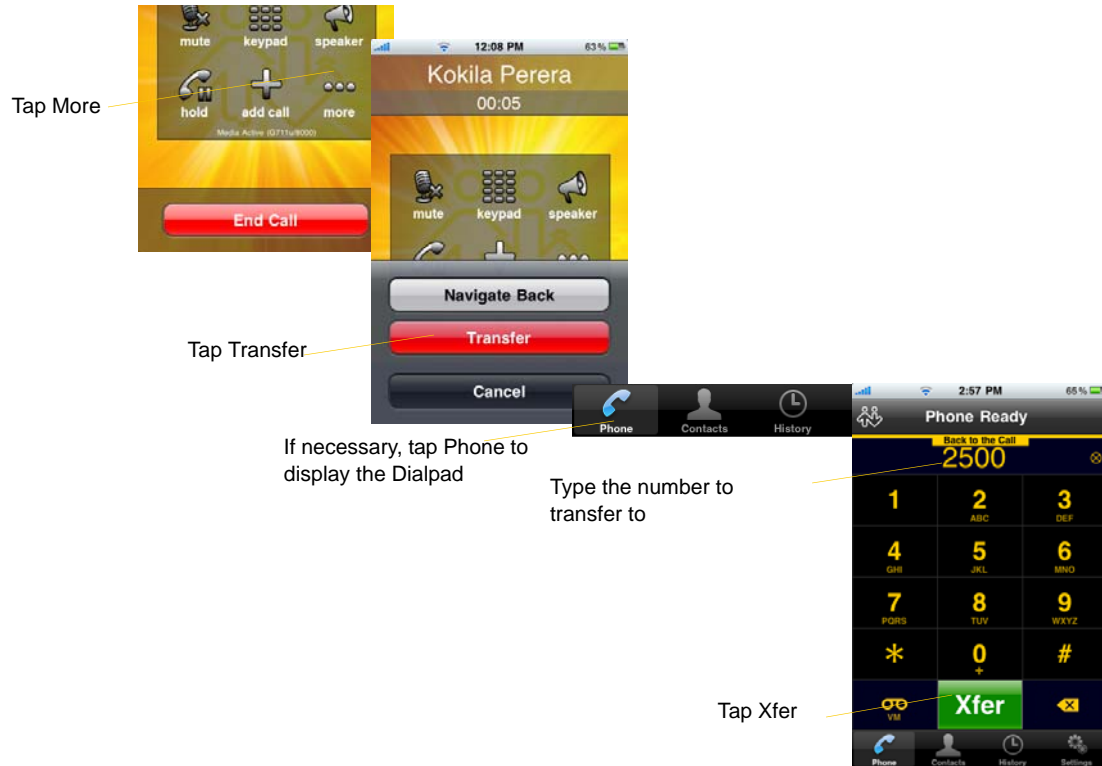 mute keypad speaker
Tap More
hold add call more
Media Active (G711u/8000)
End Call
12:08 PM 63%
Kokila Perera
00:05
mute keypad speaker
Navigate Back
Tap Transfer
Transfer
Cancel
If necessary, tap Phone to
display the Dialpad
Phone Contacts History
Type the number to
transfer to
2:57 PM 65%
Phone Ready
Back to the Call
2500
1 2 3
ABC DEF
4 5 6
GHI JKL MNO
7 8 9
PQRS TUV WXYZ
* 0 #
+
Tap Xfer
VM Xfer
Phone Contacts History Settings